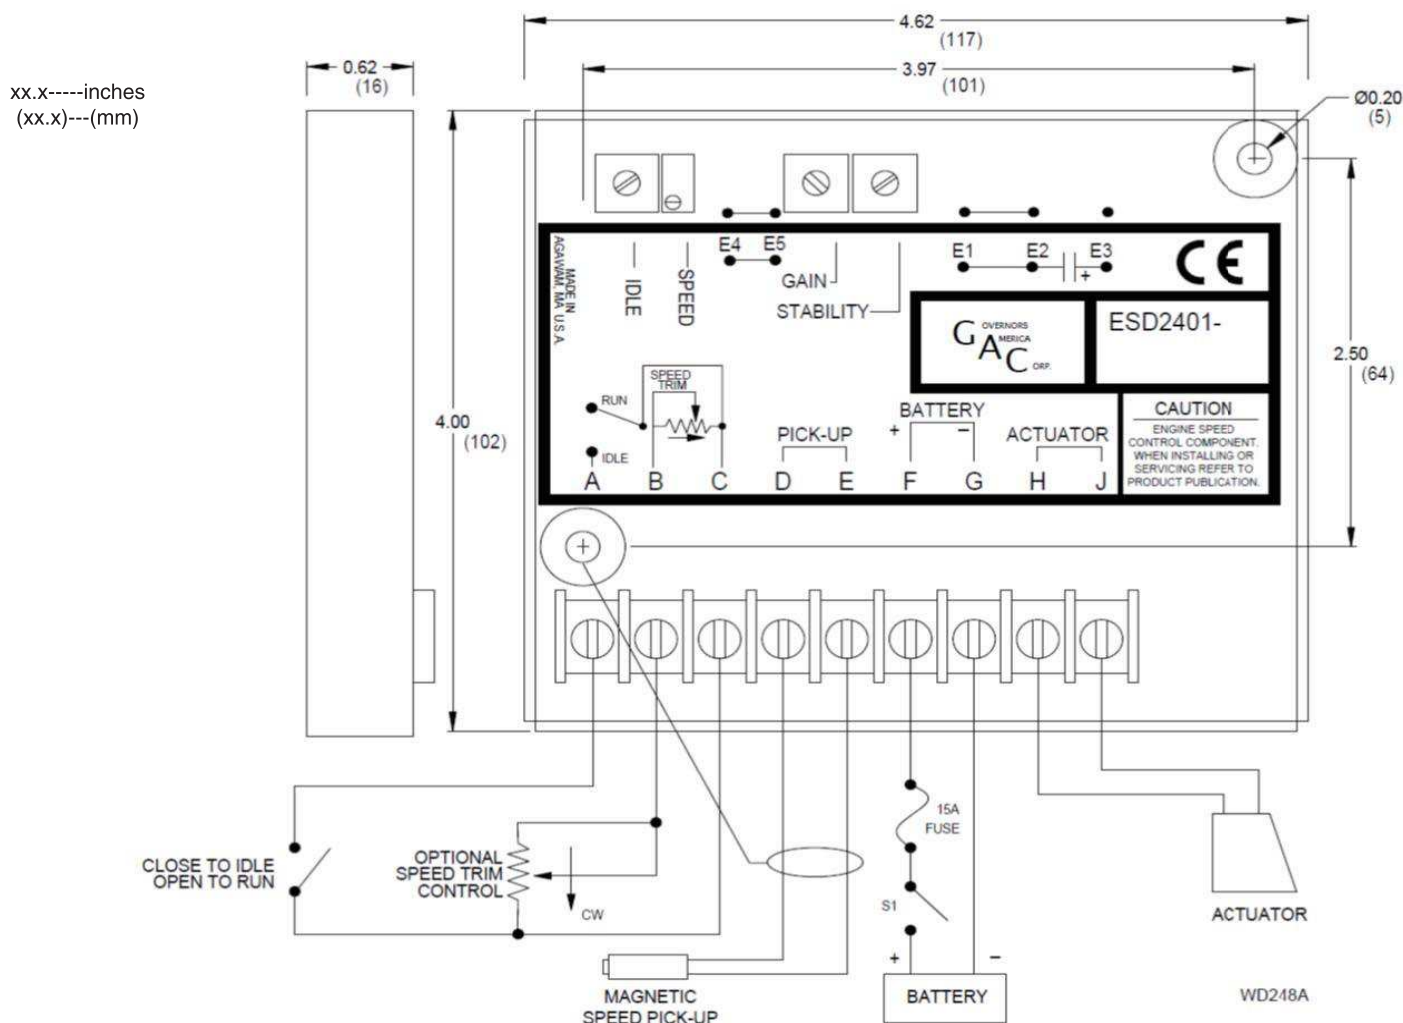 4.62
(117)
0.62
(16)
3.97
(101)
xx.x-----inches
(xx.x)---(mm)
Ø0.20
(5)
E4 E5
E1 E2 E3
+
CE
MADE IN
AGAWAM, MA U.S.A.
IDLE
SPEED
GAIN
STABILITY
GOVERNORS
AMERICA
CORP.
ESD2401-
2.50
(64)
4.00
(102)
SPEED
TRIM
RUN
IDLE
PICK-UP
BATTERY
+ −
ACTUATOR
CAUTION
ENGINE SPEED
CONTROL COMPONENT.
WHEN INSTALLING OR
SERVICING REFER TO
PRODUCT PUBLICATION.
A B C D E F G H J
15A
FUSE
CLOSE TO IDLE
OPEN TO RUN
OPTIONAL
SPEED TRIM
CONTROL
CW
S1
ACTUATOR
+ −
MAGNETIC
SPEED PICK-UP
BATTERY
WD248A